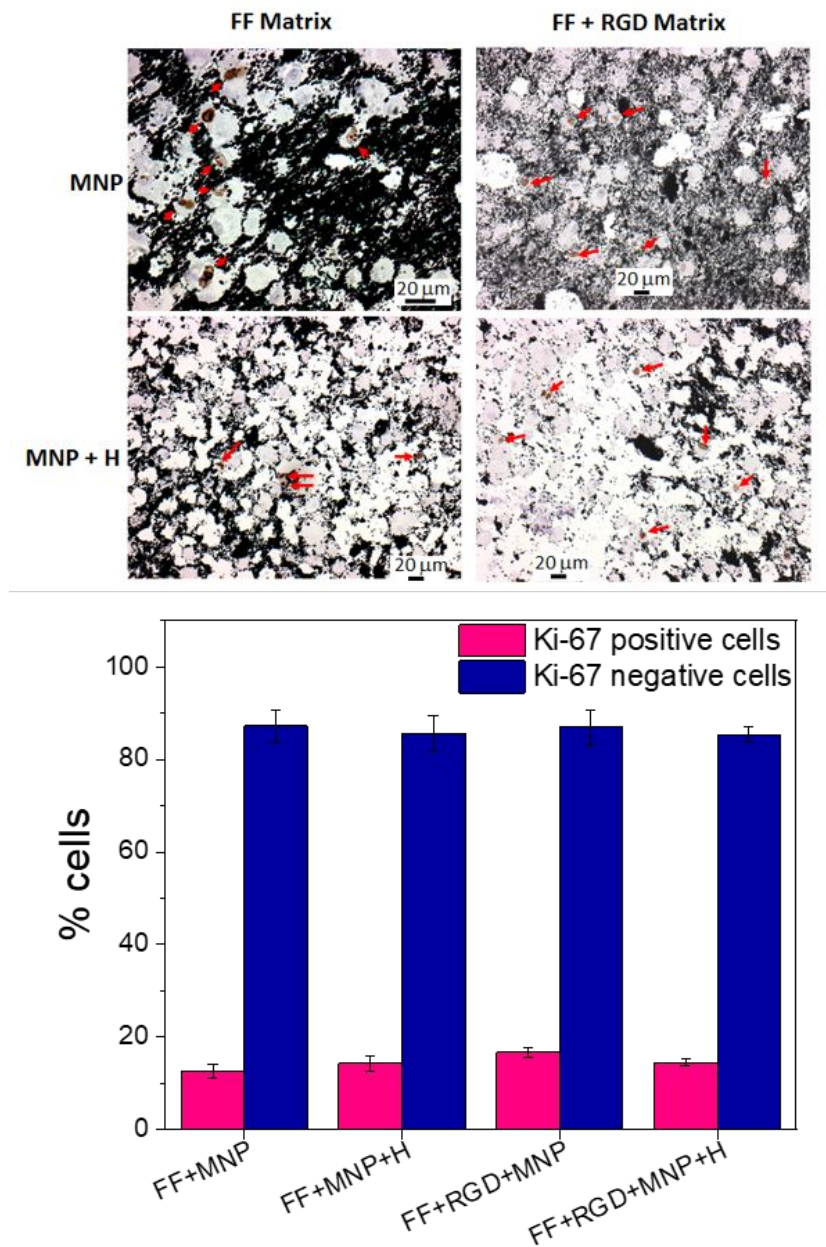 FF Matrix
FF + RGD Matrix
MNP
20 µm
20 µm
MNP + H
20 µm
20 µm
Ki-67 positive cells
Ki-67 negative cells
% cells
100
80
60
40
20
0
FF+MNP
FF+MNP+H
FF+RGD+MNP
FF+RGD+MNP+H